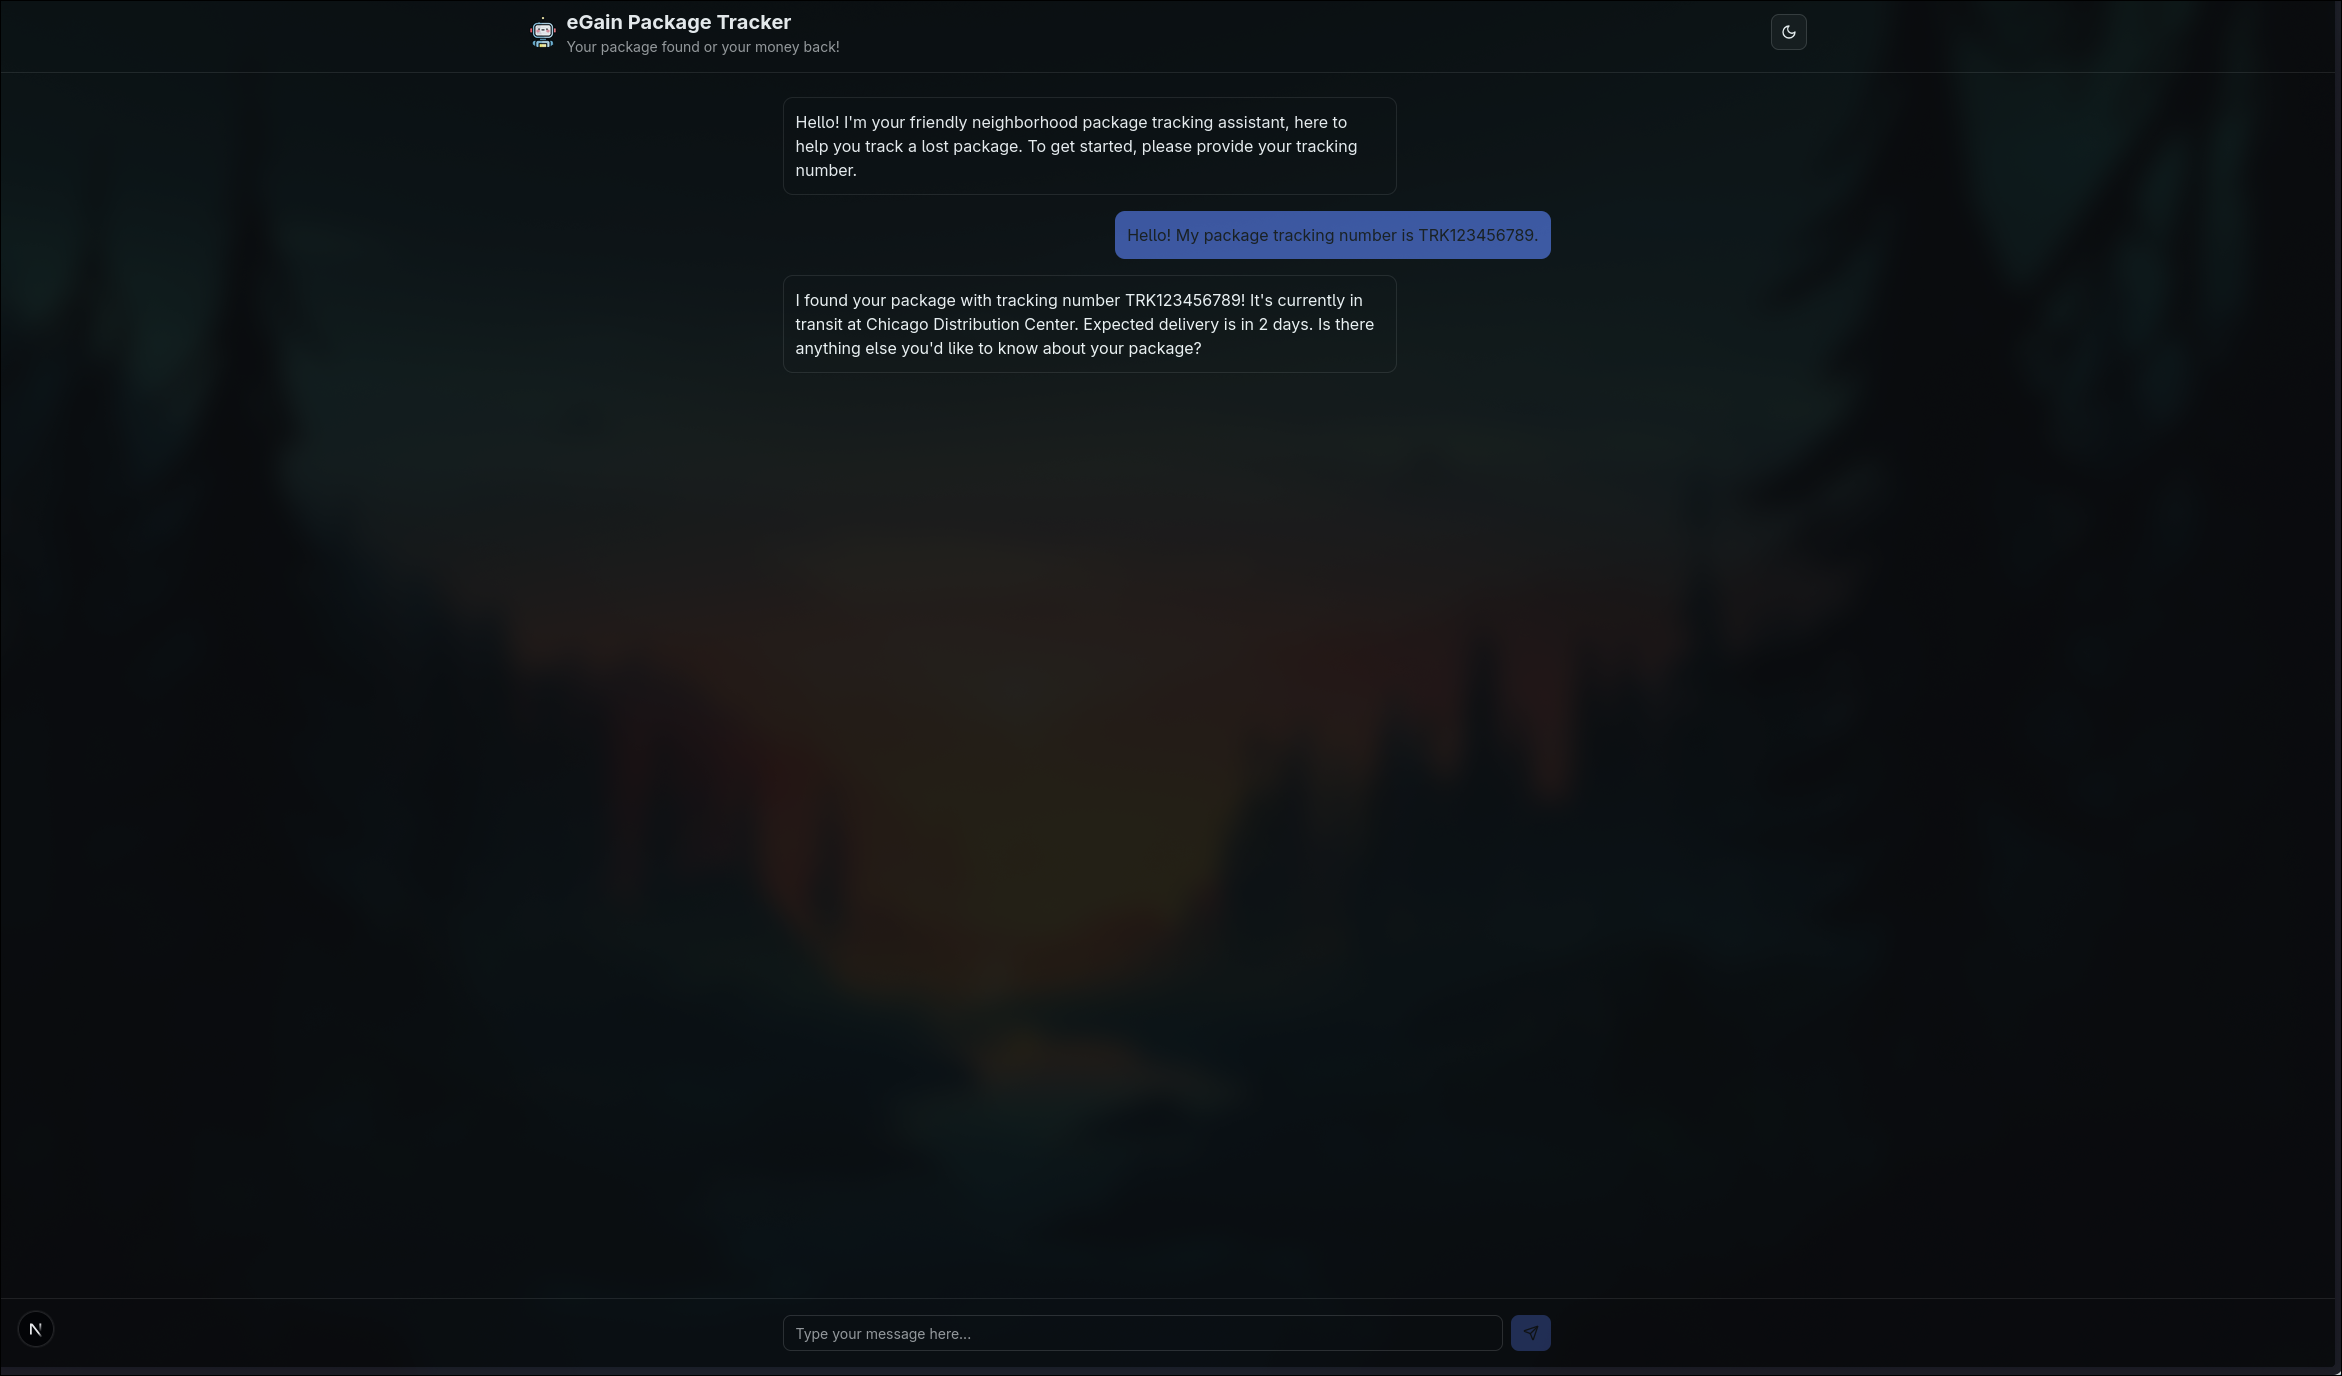 eGain Package Tracker
Your package found or your money back!
Hello! I'm your friendly neighborhood package tracking assistant, here to
help you track a lost package. To get started, please provide your tracking
number.
Hello! My package tracking number is TRK123456789.
I found your package with tracking number TRK123456789! It's currently in
transit at Chicago Distribution Center. Expected delivery is in 2 days. Is there
anything else you'd like to know about your package?
N
Type your message here...